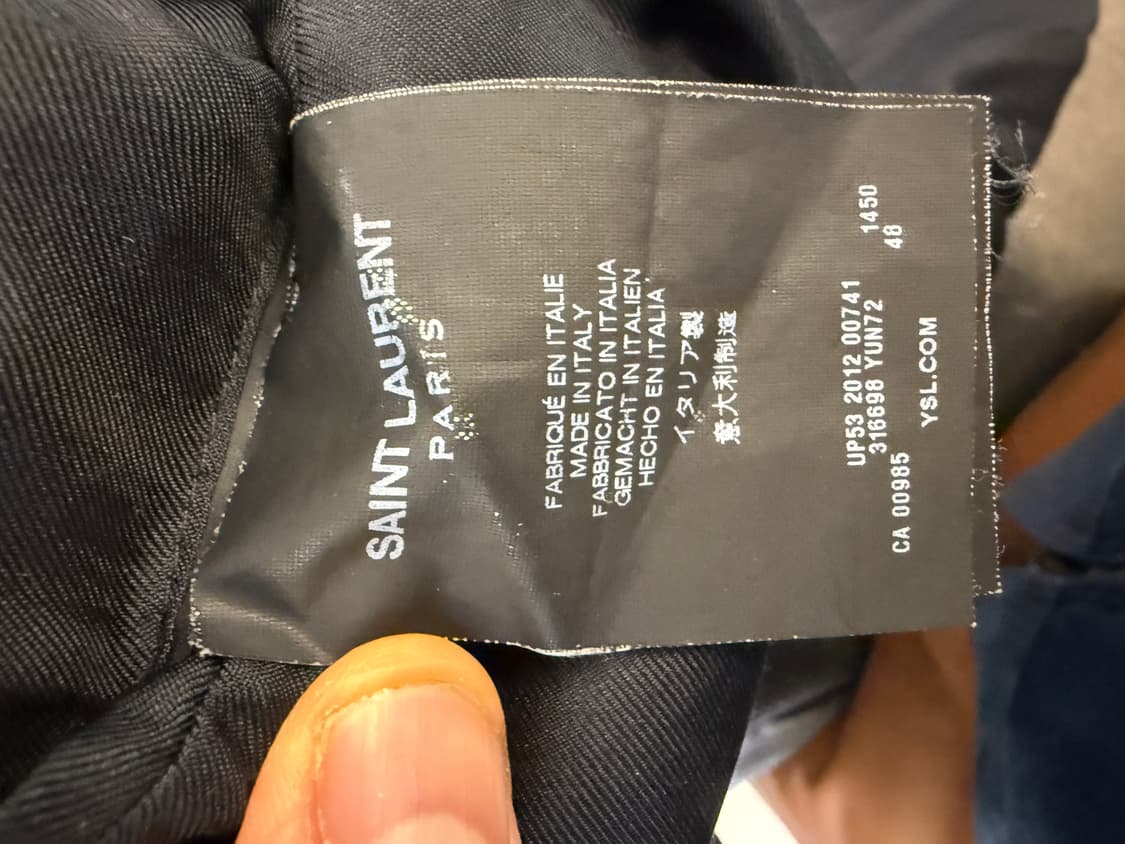 SAINT LAURENT
PARIS
FABRIQUÉ EN ITALIE
MADE IN ITALY
FABBRICATO IN ITALIA
GEMACHT IN ITALIEN
HECHO EN ITALIA
イタリア製
意大利制造
UP53 2012 00741 1450
316698 YUN72 48
CA 00985
YSL.COM